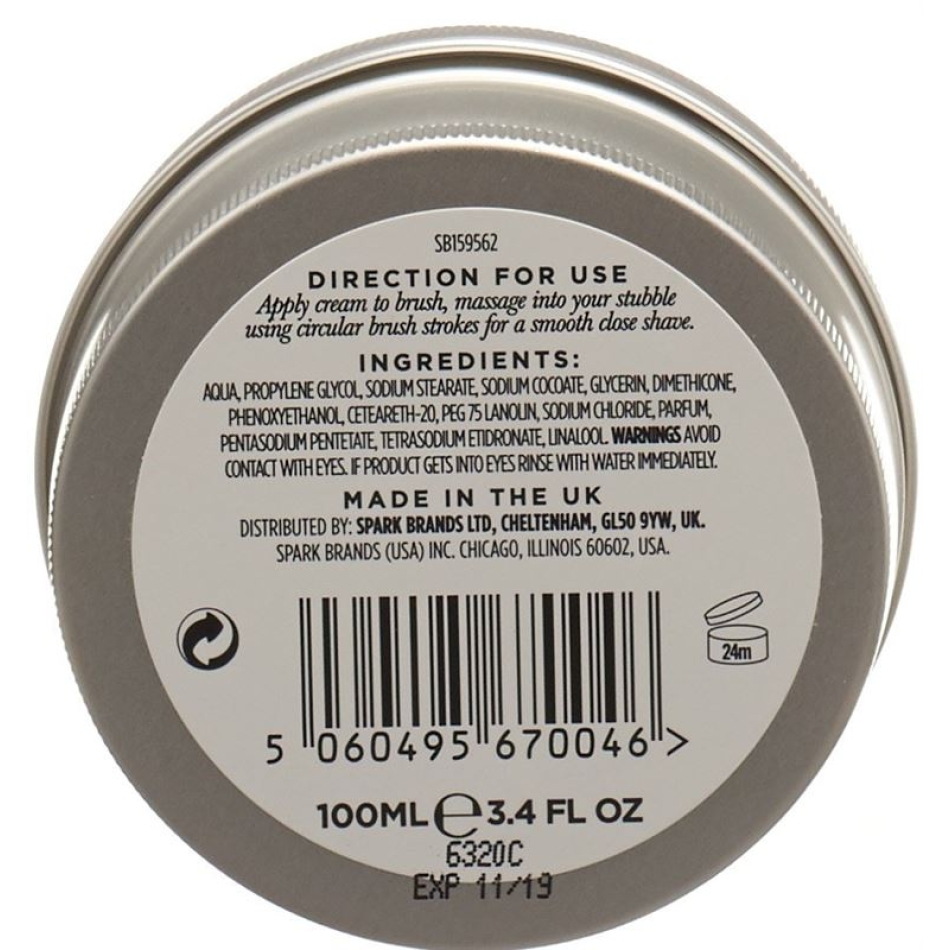 SB159562
DIRECTION FOR USE
Apply cream to brush, massage into your stubble
using circular brush strokes for a smooth close shave.
INGREDIENTS:
AQUA, PROPYLENE GLYCOL, SODIUM STEARATE, SODIUM COCOATE, GLYCERIN, DIMETHICONE,
PHENOXYETHANOL, CETEARETH-20, PEG 75 LANOLIN, SODIUM CHLORIDE, PARFUM,
PENTASODIUM PENTETATE, TETRASODIUM ETIDRONATE, LINALOOL. WARNINGS AVOID
CONTACT WITH EYES. IF PRODUCT GETS INTO EYES RINSE WITH WATER IMMEDIATELY.
MADE IN THE UK
DISTRIBUTED BY: SPARK BRANDS LTD, CHELTENHAM, GL50 9YW, UK.
SPARK BRANDS (USA) INC. CHICAGO, ILLINOIS 60602, USA.
24m
5 060495 670046 >
100ML e 3.4 FL OZ
6320C
EXP 11/19